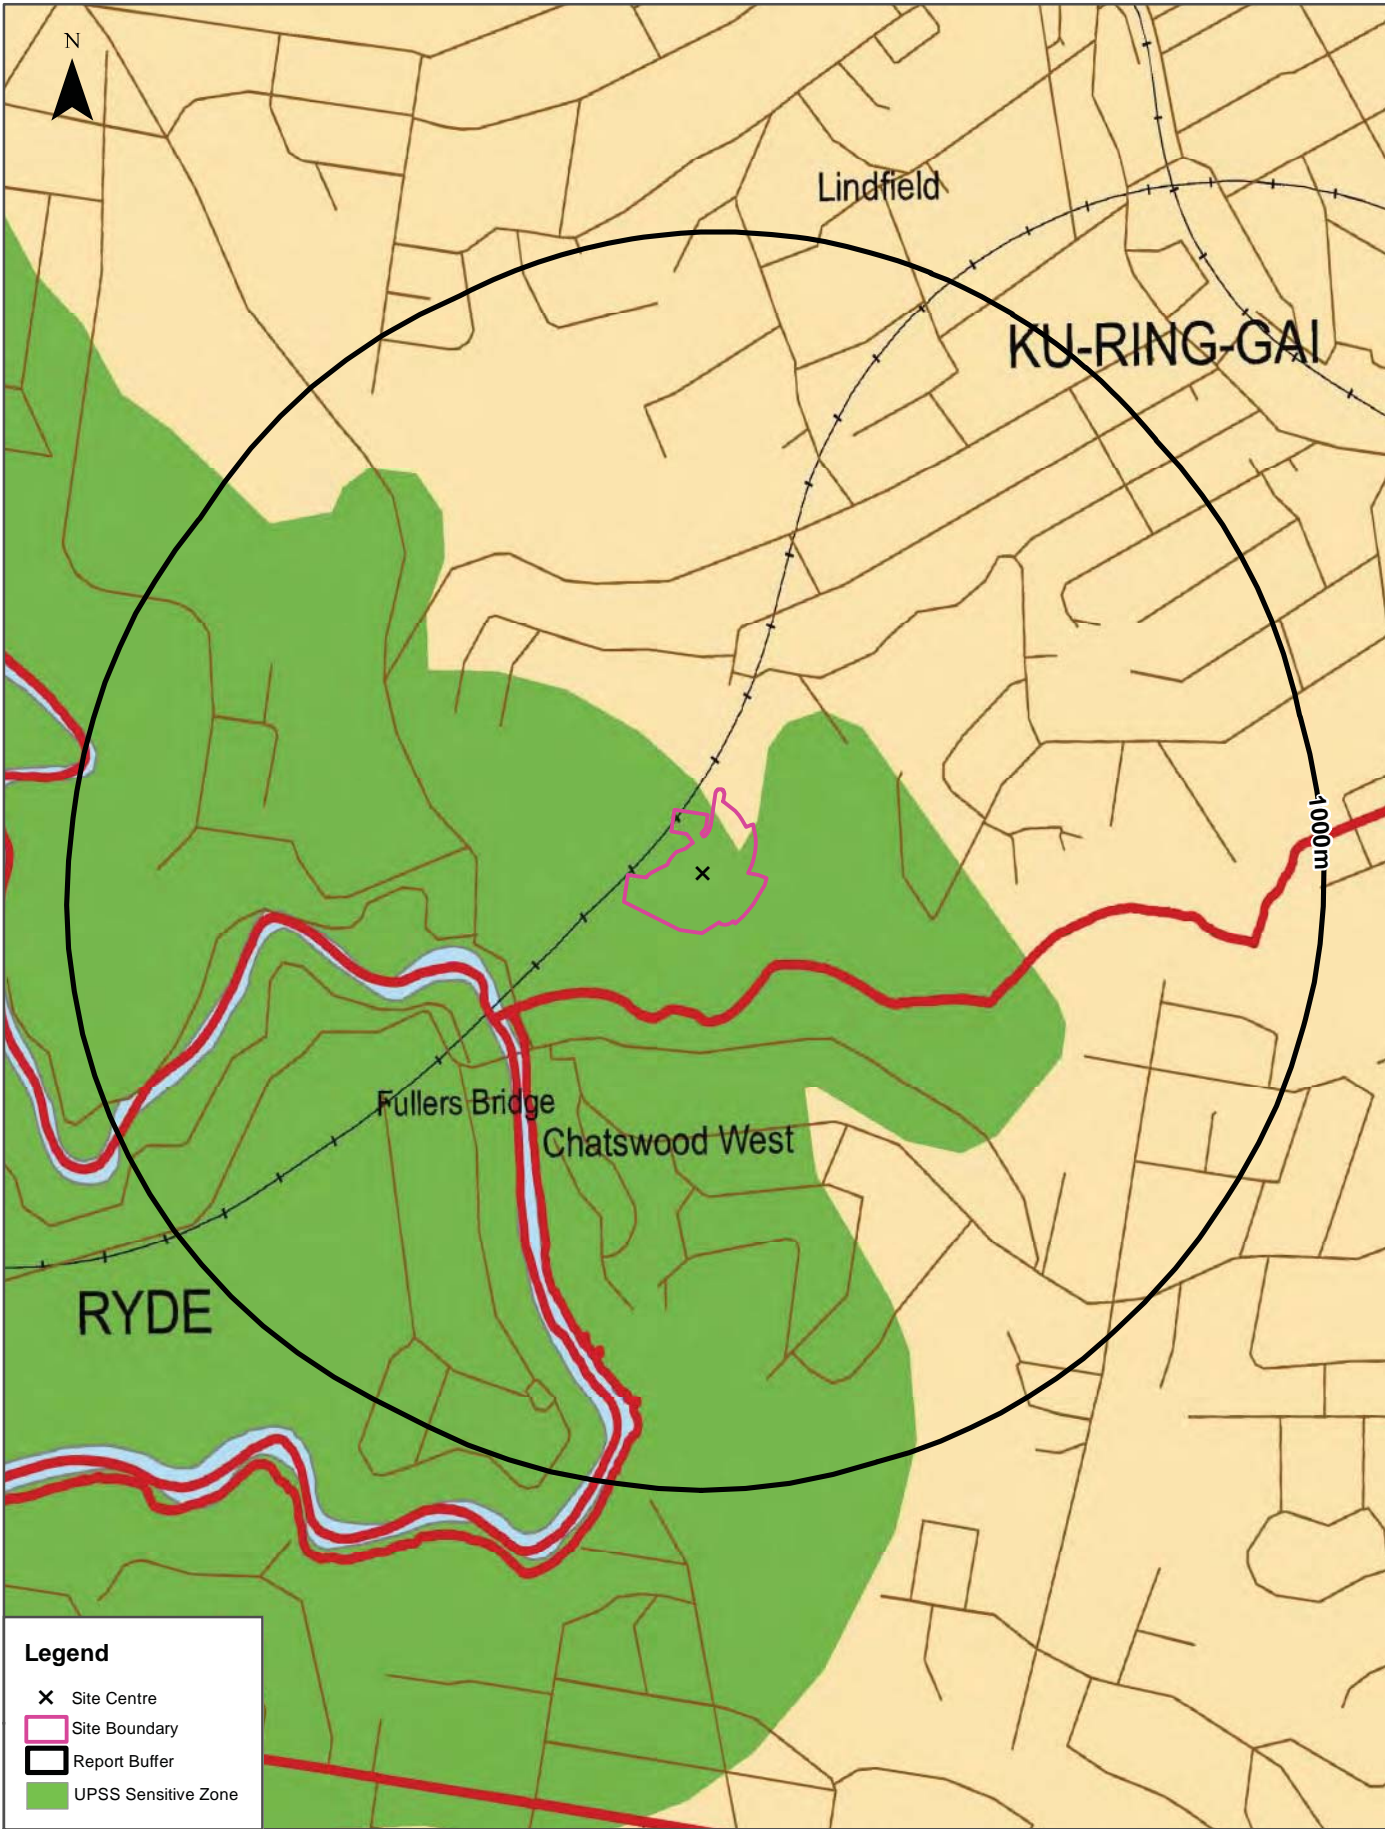 N
Lindfield
KU-RING-GAI
1000m
Fullers Bridge
Chatswood West
RYDE
Legend
Site Centre
Site Boundary
Report Buffer
UPSS Sensitive Zone